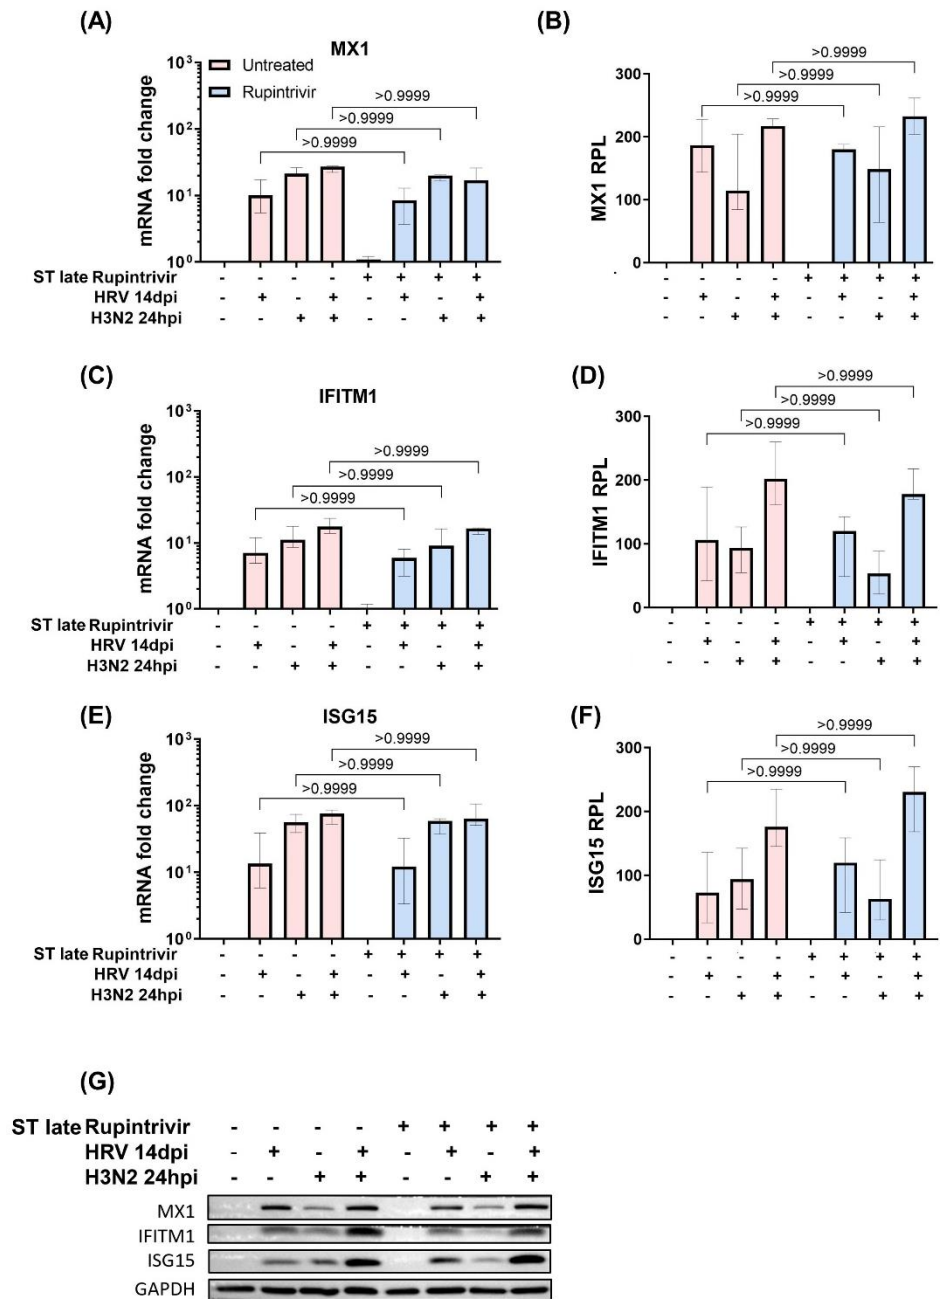 (A)
MX1
Untreated
Rupintrivir
mRNA fold change
10³
10²
10¹
10⁰
>0.9999
>0.9999
>0.9999
ST late Rupintrivir - - - - + + + +
HRV 14dpi - + - + - + - +
H3N2 24hpi - - + + - - + +
(B)
MX1 RPL
300
200
100
0
>0.9999
>0.9999
>0.9999
- - - - + + + +
- + - + - + - +
- - + + - - + +
(C)
IFITM1
mRNA fold change
10³
10²
10¹
10⁰
>0.9999
>0.9999
>0.9999
ST late Rupintrivir - - - - + + + +
HRV 14dpi - + - + - + - +
H3N2 24hpi - - + + - - + +
(D)
IFITM1 RPL
300
200
100
0
>0.9999
>0.9999
>0.9999
- - - - + + + +
- + - + - + - +
- - + + - - + +
(E)
ISG15
mRNA fold change
10³
10²
10¹
10⁰
>0.9999
>0.9999
>0.9999
ST late Rupintrivir - - - - + + + +
HRV 14dpi - + - + - + - +
H3N2 24hpi - - + + - - + +
(F)
ISG15 RPL
300
200
100
0
>0.9999
>0.9999
>0.9999
- - - - + + + +
- + - + - + - +
- - + + - - + +
(G)
ST late Rupintrivir - - - - + + + +
HRV 14dpi - + - + - + - +
H3N2 24hpi - - + + - - + +
MX1
IFITM1
ISG15
GAPDH